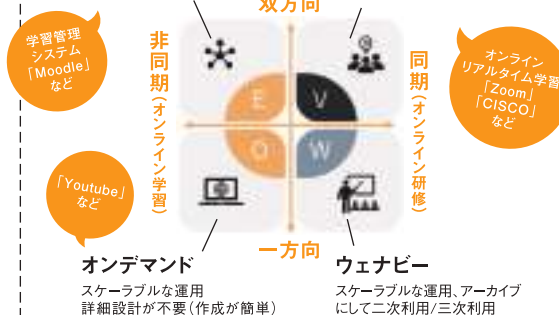 双方向
学習管理
システム
「Moodle」
など
非同期（オンライン学習）
同期（オンライン研修）
オンライン
リアルタイム学習
「Zoom」
「CISCO」
など
E
V
O
W
「Youtube」
など
一方向
オンデマンド
スケーラブルな運用
詳細設計が不要（作成が簡単）
ウェナビー
スケーラブルな運用、アーカイブ
にして二次利用/三次利用